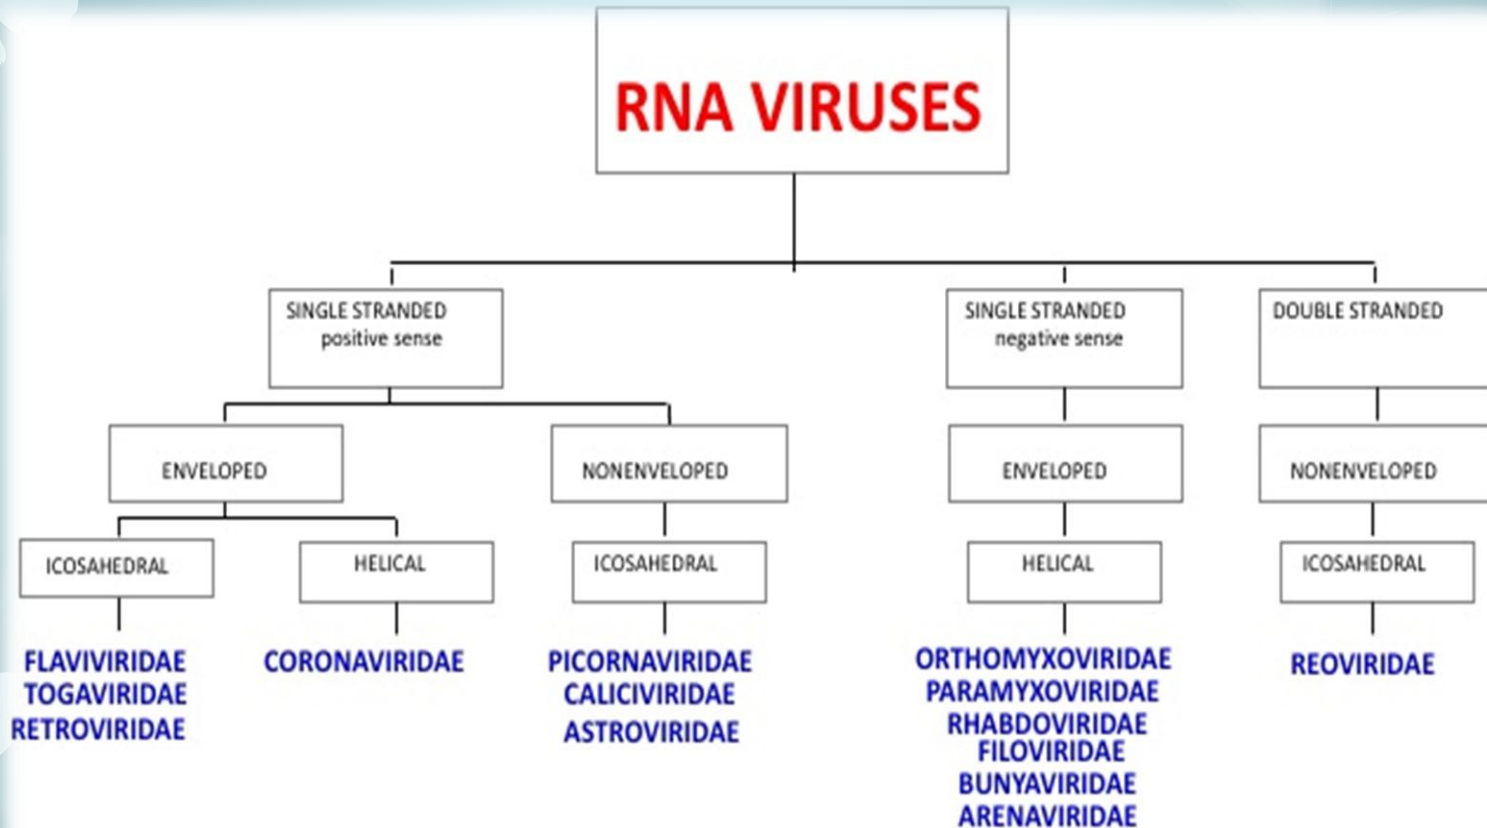 RNA VIRUSES
SINGLE STRANDED
positive sense
SINGLE STRANDED
negative sense
DOUBLE STRANDED
ENVELOPED
NONENVELOPED
ENVELOPED
NONENVELOPED
ICOSAHEDRAL
HELICAL
ICOSAHEDRAL
HELICAL
ICOSAHEDRAL
FLAVIVIRIDAE
TOGAVIRIDAE
RETROVIRIDAE
CORONAVIRIDAE
PICORNAVIRIDAE
CALICIVIRIDAE
ASTROVIRIDAE
ORTHOMYXOVIRIDAE
PARAMYXOVIRIDAE
RHABDOVIRIDAE
FILOVIRIDAE
BUNYAVIRIDAE
ARENAVIRIDAE
REOVIRIDAE